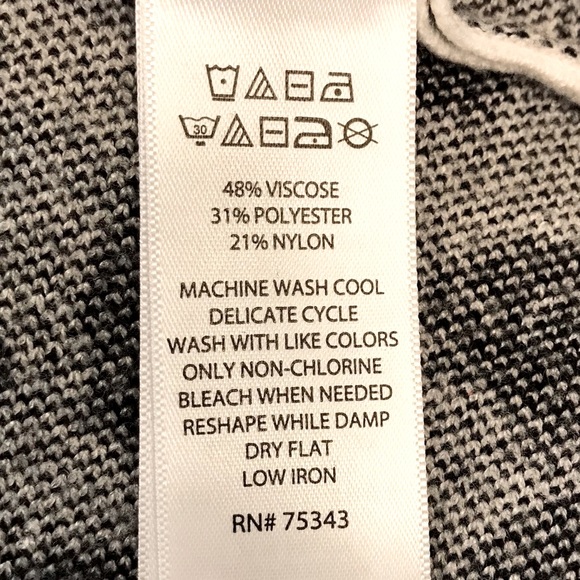 30
48% VISCOSE
31% POLYESTER
21% NYLON
MACHINE WASH COOL
DELICATE CYCLE
WASH WITH LIKE COLORS
ONLY NON-CHLORINE
BLEACH WHEN NEEDED
RESHAPE WHILE DAMP
DRY FLAT
LOW IRON
RN# 75343